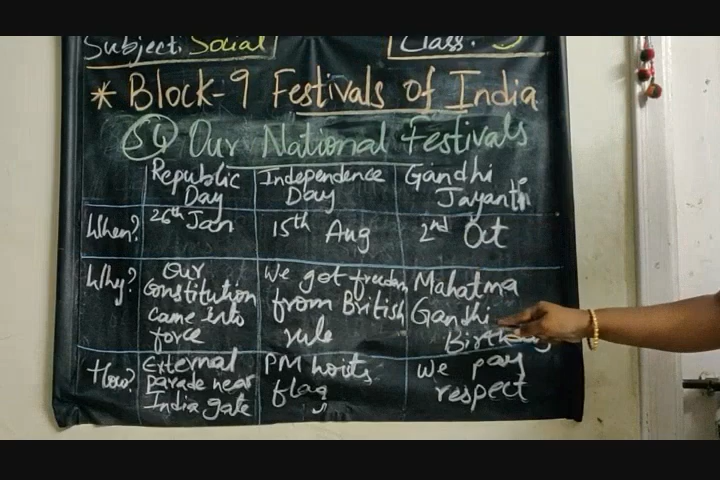 Subject: Social
Class: 5
* Block-9 Festivals of India
S4 Our National Festivals
Republic Day
Independence Day
Gandhi Jayanti
When?
26th Jan
15th Aug
2nd Oct
Why?
Our
Constitution
came into
force
We got freedom
from British
rule
Mahatma
Gandhi
Birthday
How?
External
parade near
India gate
PM hoists
flag
We pay
respect